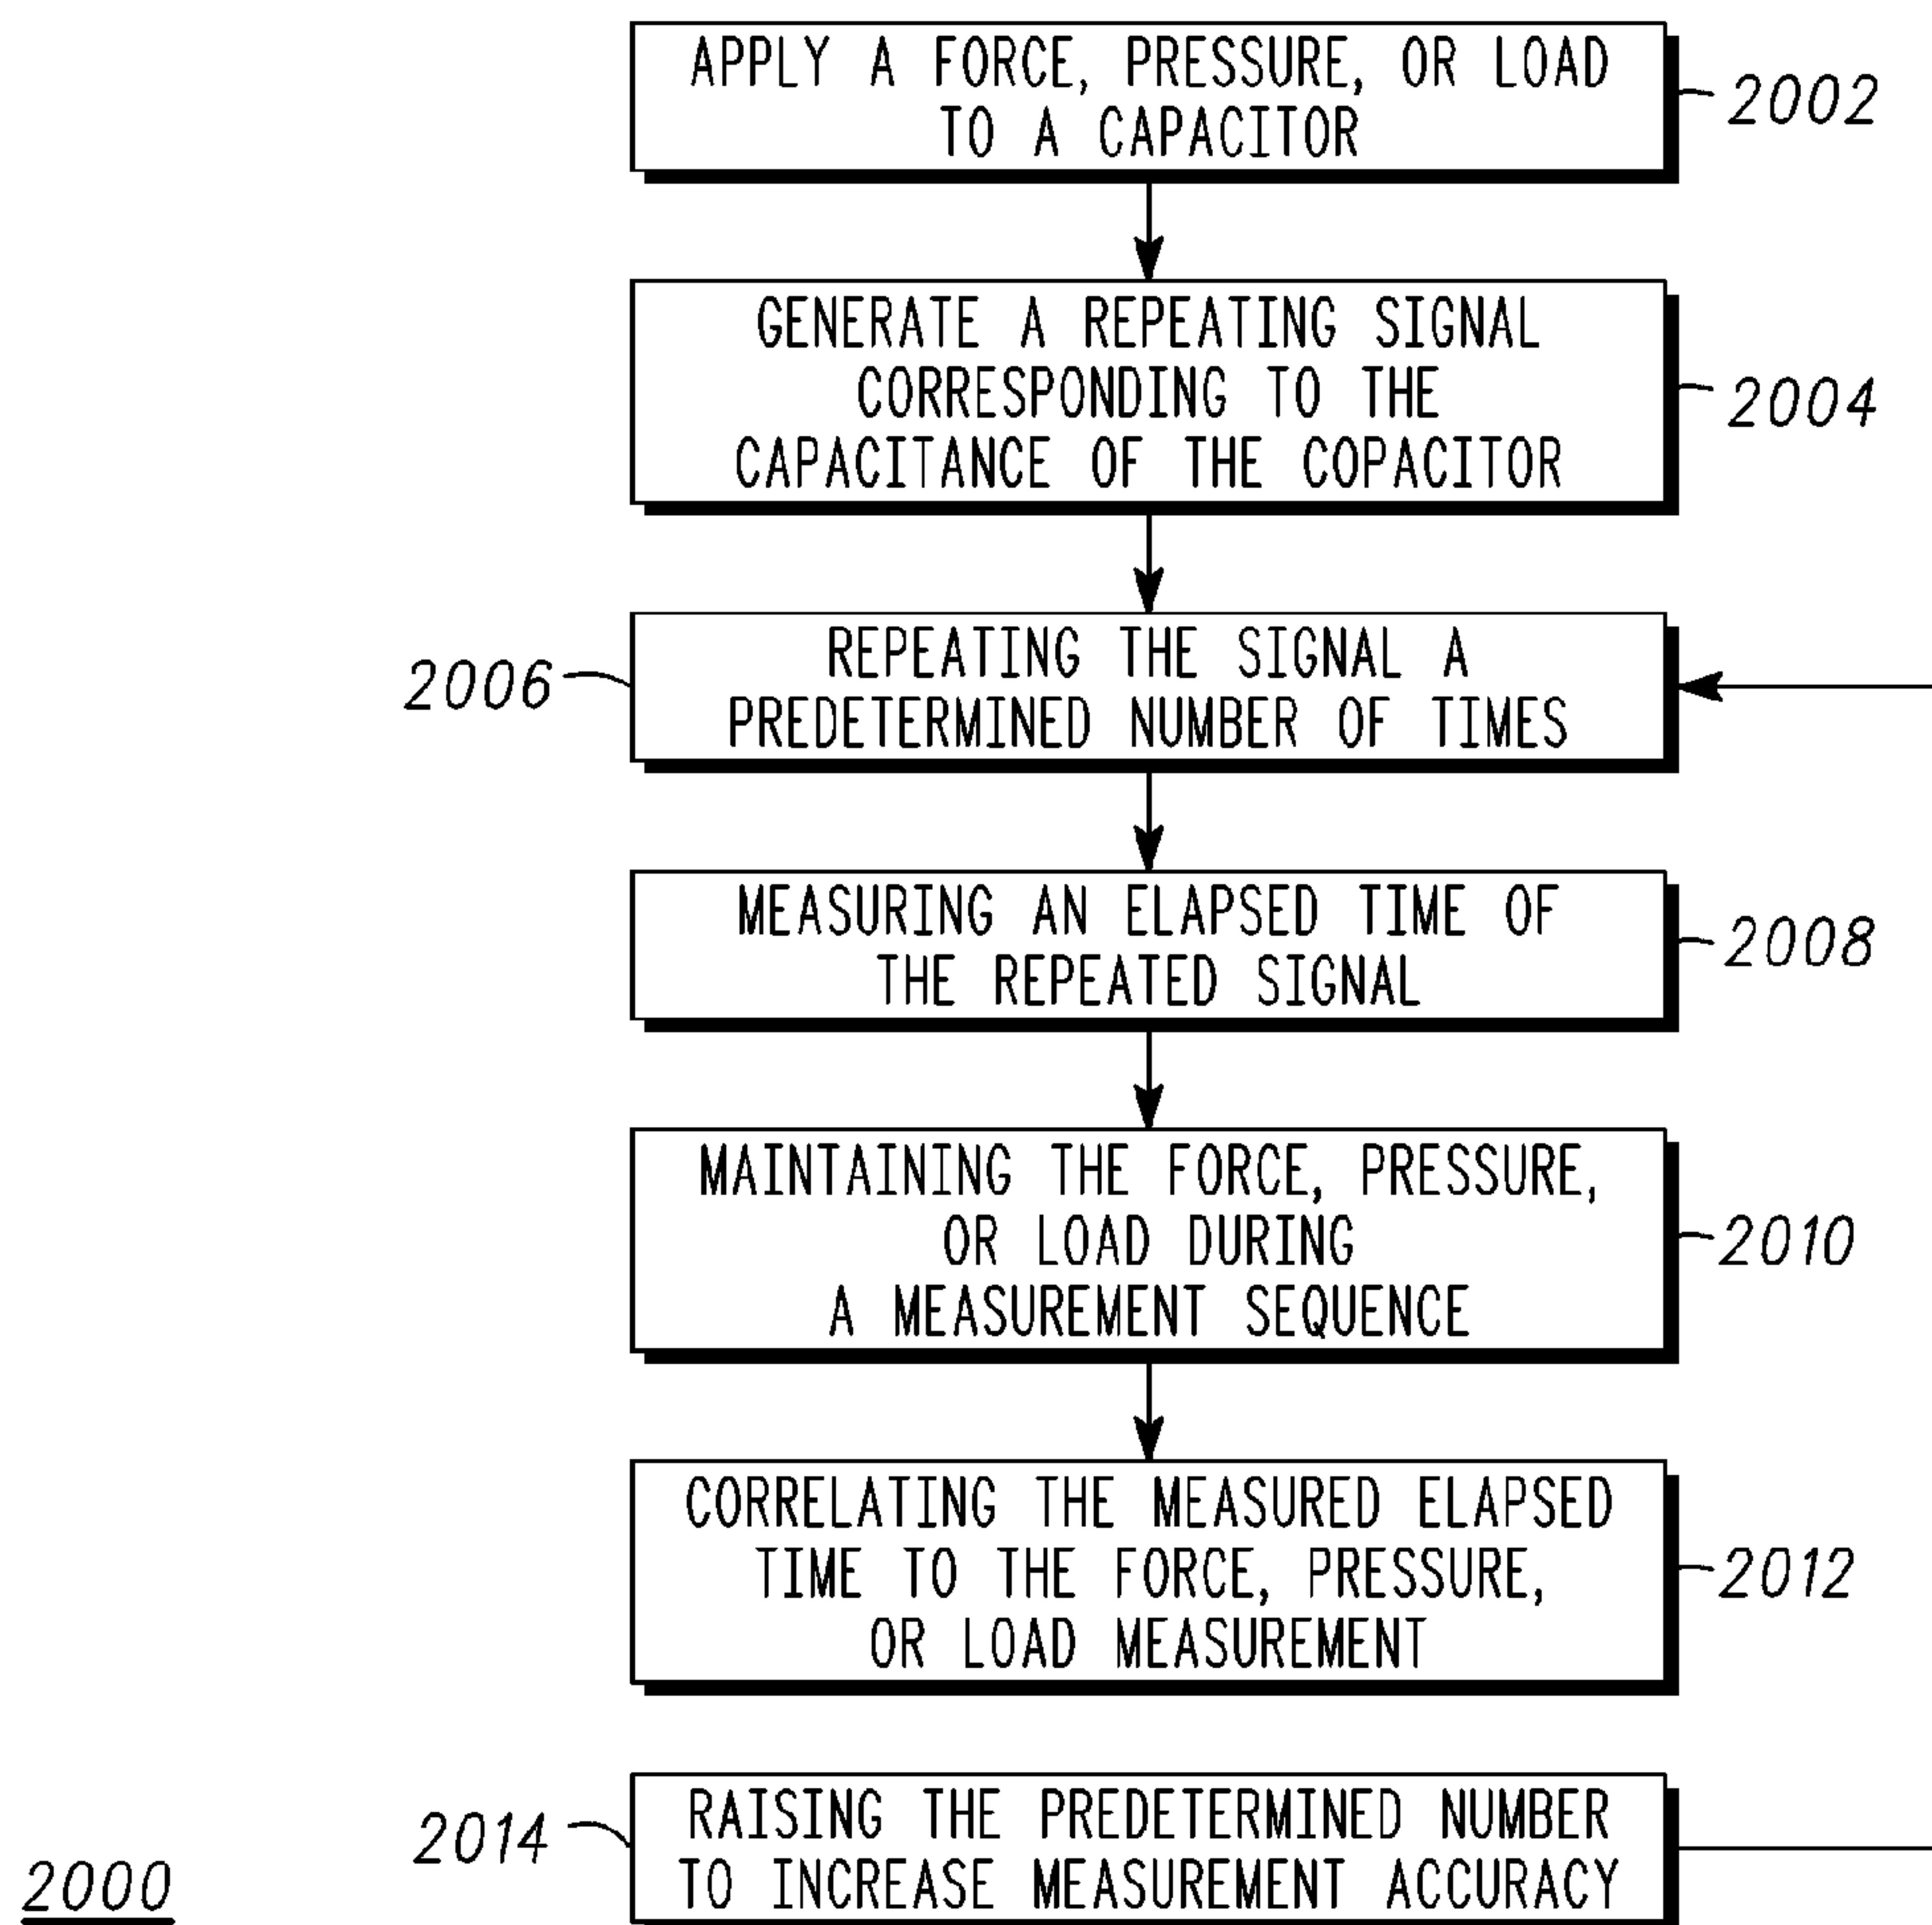 APPLY A FORCE, PRESSURE, OR LOAD
TO A CAPACITOR
2002
GENERATE A REPEATING SIGNAL
CORRESPONDING TO THE
CAPACITANCE OF THE COPACITOR
2004
2006
REPEATING THE SIGNAL A
PREDETERMINED NUMBER OF TIMES
MEASURING AN ELAPSED TIME OF
THE REPEATED SIGNAL
2008
MAINTAINING THE FORCE, PRESSURE,
OR LOAD DURING
A MEASUREMENT SEQUENCE
2010
CORRELATING THE MEASURED ELAPSED
TIME TO THE FORCE, PRESSURE,
OR LOAD MEASUREMENT
2012
2014
RAISING THE PREDETERMINED NUMBER
TO INCREASE MEASUREMENT ACCURACY
2000